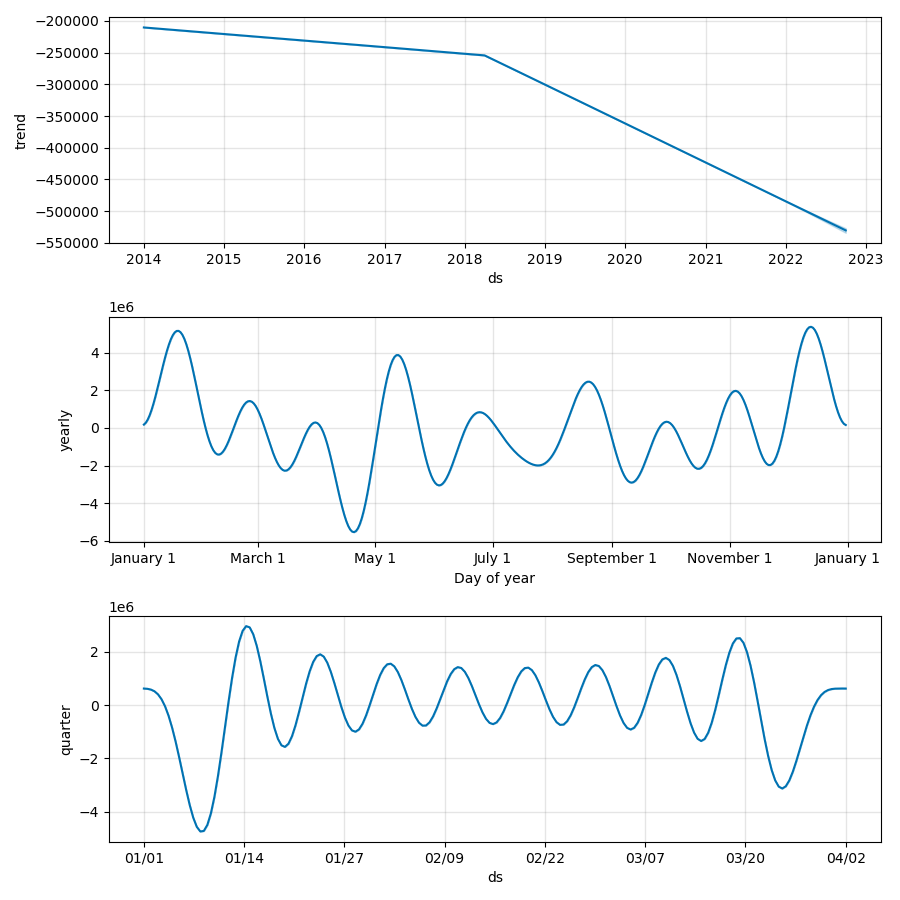 −200000
−250000
−300000
−350000
−400000
−450000
−500000
−550000
trend
2014 2015 2016 2017 2018 2019 2020 2021 2022 2023
ds
1e6
4
2
0
−2
−4
−6
yearly
January 1 March 1 May 1 July 1 September 1 November 1 January 1
Day of year
1e6
2
0
−2
−4
quarter
01/01 01/14 01/27 02/09 02/22 03/07 03/20 04/02
ds